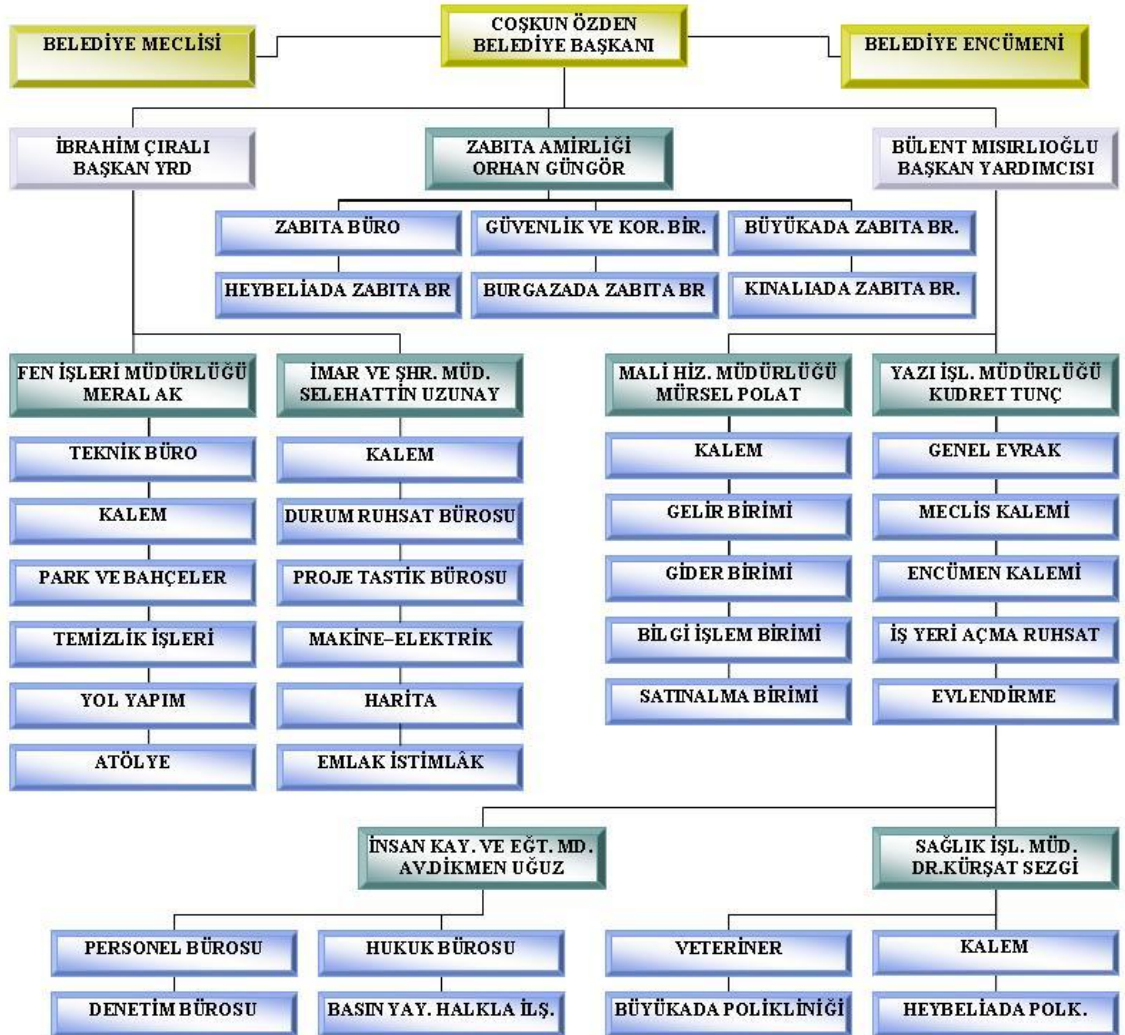 COŞKUN ÖZDEN
BELEDİYE BAŞKANI
BELEDİYE MECLİSİ
BELEDİYE ENCÜMENİ
İBRAHİM ÇIRALI
BAŞKAN YRD
ZABITA AMİRLİĞİ
ORHAN GÜNGÖR
BÜLENT MISIRLIOĞLU
BAŞKAN YARDIMCISI
ZABITA BÜRO
GÜVENLİK VE KOR. BİR.
BÜYÜKADA ZABITA BR.
HEYBELİADA ZABITA BR
BURGAZADA ZABITA BR
KINALIADA ZABITA BR.
FEN İŞLERİ MÜDÜRLÜĞÜ
MERAL AK
TEKNİK BÜRO
KALEM
PARK VE BAHÇELER
TEMİZLİK İŞLERİ
YOL YAPIM
ATÖLYE
İMAR VE ŞHR. MÜD.
SELEHATTİN UZUNAY
KALEM
DURUM RUHSAT BÜROSU
PROJE TASTİK BÜROSU
MAKİNE–ELEKTRİK
HARİTA
EMLAK İSTİMLÂK
MALİ HİZ. MÜDÜRLÜĞÜ
MÜRSEL POLAT
KALEM
GELİR BİRİMİ
GİDER BİRİMİ
BİLGİ İŞLEM BİRİMİ
SATINALMA BİRİMİ
YAZI İŞL. MÜDÜRLÜĞÜ
KUDRET TUNÇ
GENEL EVRAK
MECLİS KALEMİ
ENCÜMEN KALEMİ
İŞ YERİ AÇMA RUHSAT
EVLENDİRME
İNSAN KAY. VE EĞT. MD.
AV.DİKMEN UĞUZ
PERSONEL BÜROSU
HUKUK BÜROSU
DENETİM BÜROSU
BASIN YAY. HALKLA İLŞ.
SAĞLIK İŞL. MÜD.
DR.KÜRŞAT SEZGİ
VETERİNER
KALEM
BÜYÜKADA POLİKLİNİĞİ
HEYBELİADA POLK.